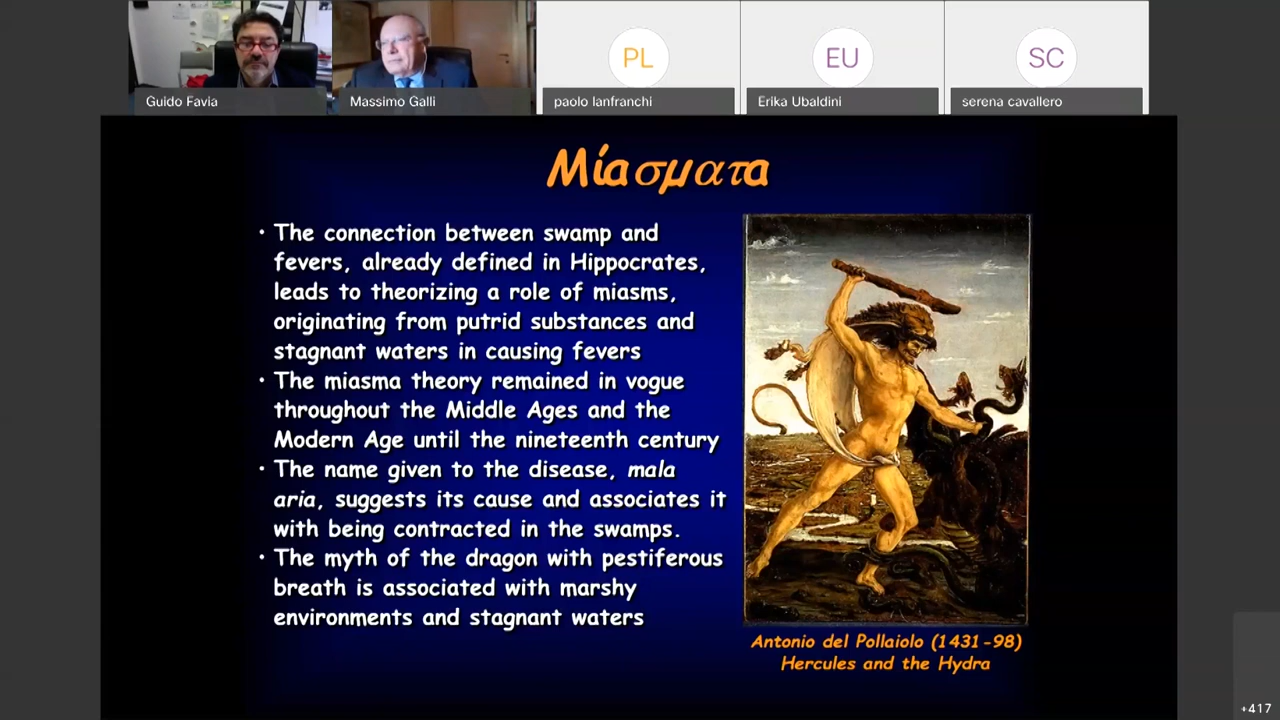 PL
EU
SC
Guido Favia
Massimo Galli
paolo lanfranchi
Erika Ubaldini
serena cavallero
Μίασματα
• The connection between swamp and
fevers, already defined in Hippocrates,
leads to theorizing a role of miasms,
originating from putrid substances and
stagnant waters in causing fevers
• The miasma theory remained in vogue
throughout the Middle Ages and the
Modern Age until the nineteenth century
• The name given to the disease, mala
aria, suggests its cause and associates it
with being contracted in the swamps.
• The myth of the dragon with pestiferous
breath is associated with marshy
environments and stagnant waters
Antonio del Pollaiolo (1431-98)
Hercules and the Hydra
+417